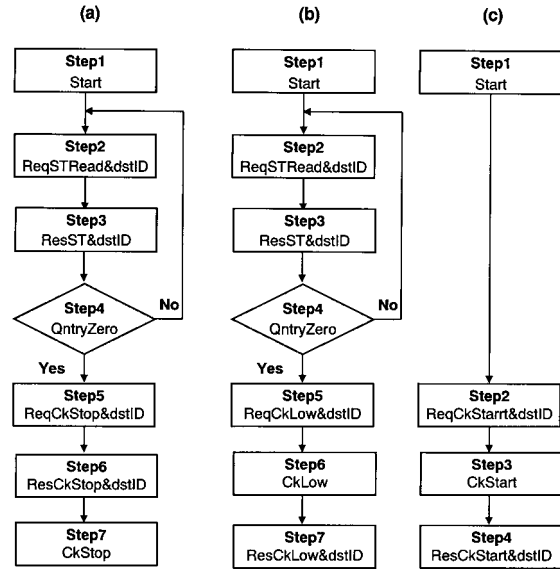 (a)
Step1
Start
Step2
ReqSTRead&dstID
Step3
ResST&dstID
Step4
QntryZero
No
Yes
Step5
ReqCkStop&dstID
Step6
ResCkStop&dstID
Step7
CkStop
(b)
Step1
Start
Step2
ReqSTRead&dstID
Step3
ResST&dstID
Step4
QntryZero
No
Yes
Step5
ReqCkLow&dstID
Step6
CkLow
Step7
ResCkLow&dstID
(c)
Step1
Start
Step2
ReqCkStarrt&dstID
Step3
CkStart
Step4
ResCkStart&dstID